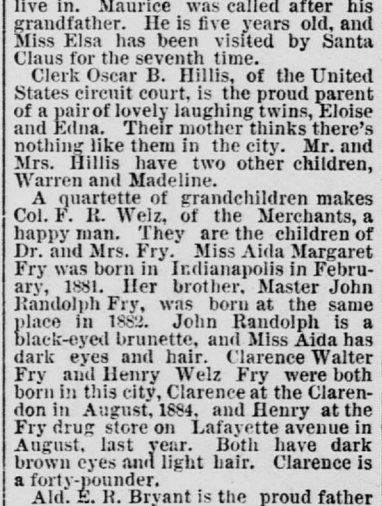 live in. Maurice was called after his
grandfather. He is five years old, and
Miss Elsa has been visited by Santa
Claus for the seventh time.
Clerk Oscar B. Hillis, of the United
States circuit court, is the proud parent
of a pair of lovely laughing twins, Eloise
and Edna. Their mother thinks there's
nothing like them in the city. Mr. and
Mrs. Hillis have two other children,
Warren and Madeline.
A quartette of grandchildren makes
Col. F. R. Welz, of the Merchants, a
happy man. They are the children of
Dr. and Mrs. Fry. Miss Aida Margaret
Fry was born in Indianapolis in Febru-
ary, 1881. Her brother, Master John
Randolph Fry, was born at the same
place in 1882. John Randolph is a
black-eyed brunette, and Miss Aida has
dark eyes and hair. Clarence Walter
Fry and Henry Welz Fry were both
born in this city, Clarence at the Claren-
don in August, 1884, and Henry at the
Fry drug store on Lafayette avenue in
August, last year. Both have dark
brown eyes and light hair. Clarence is
a forty-pounder.
Ald. E. R. Bryant is the proud father